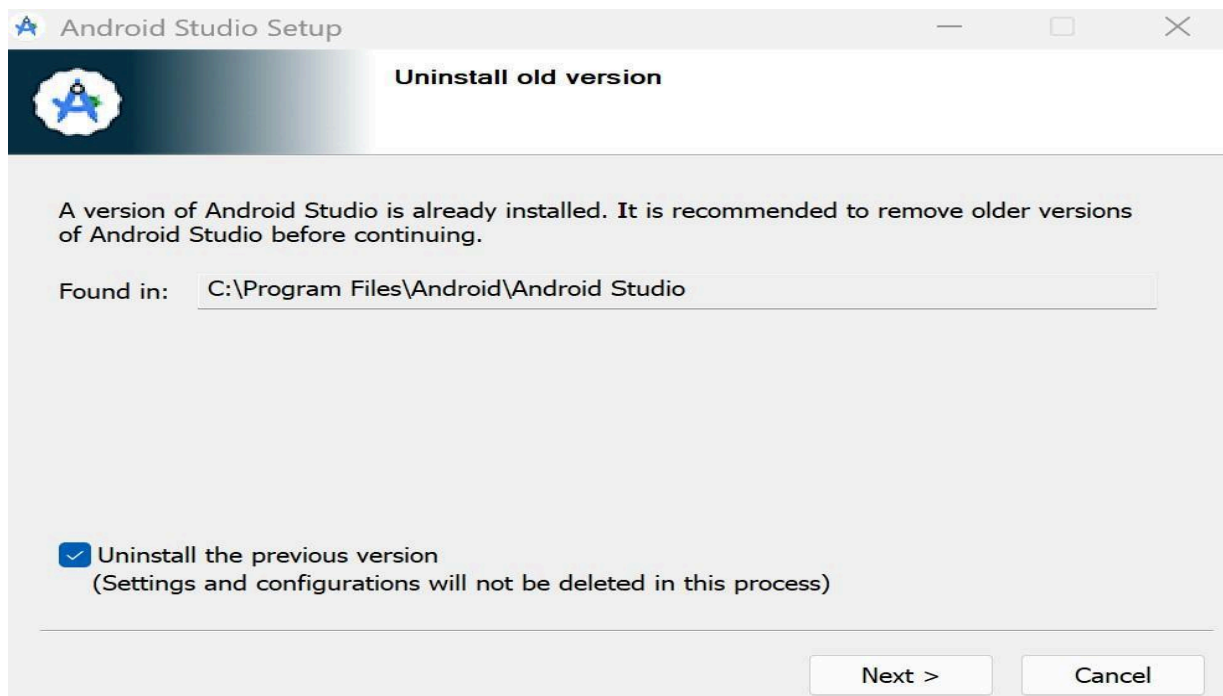 Android Studio Setup
Uninstall old version
A version of Android Studio is already installed. It is recommended to remove older versions
of Android Studio before continuing.
Found in: C:\Program Files\Android\Android Studio
Uninstall the previous version
(Settings and configurations will not be deleted in this process)
Next > Cancel